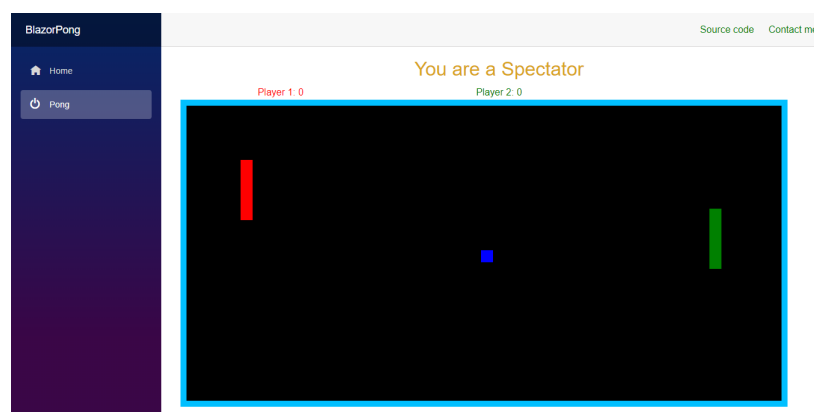 BlazorPong
Source code Contact me
Home
Pong
You are a Spectator
Player 1: 0 Player 2: 0